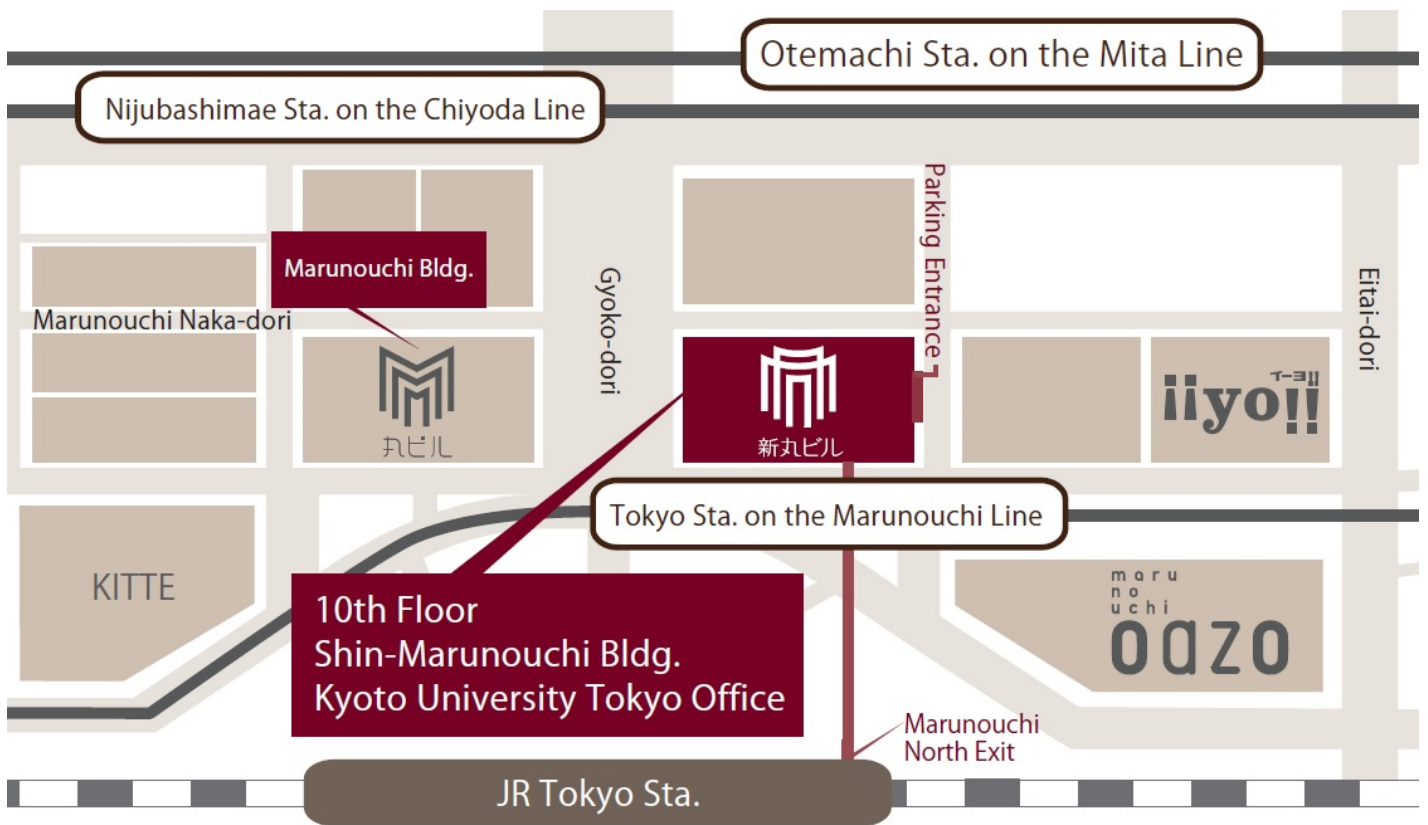 Otemachi Sta. on the Mita Line
Nijubashimae Sta. on the Chiyoda Line
Parking Entrance
Marunouchi Bldg.
Gyoko-dori
Eitai-dori
Marunouchi Naka-dori
丸ビル
新丸ビル
イーヨ!!
iiyo!!
Tokyo Sta. on the Marunouchi Line
KITTE
10th Floor
Shin-Marunouchi Bldg.
Kyoto University Tokyo Office
maru
no
uchi
oazo
Marunouchi
North Exit
JR Tokyo Sta.